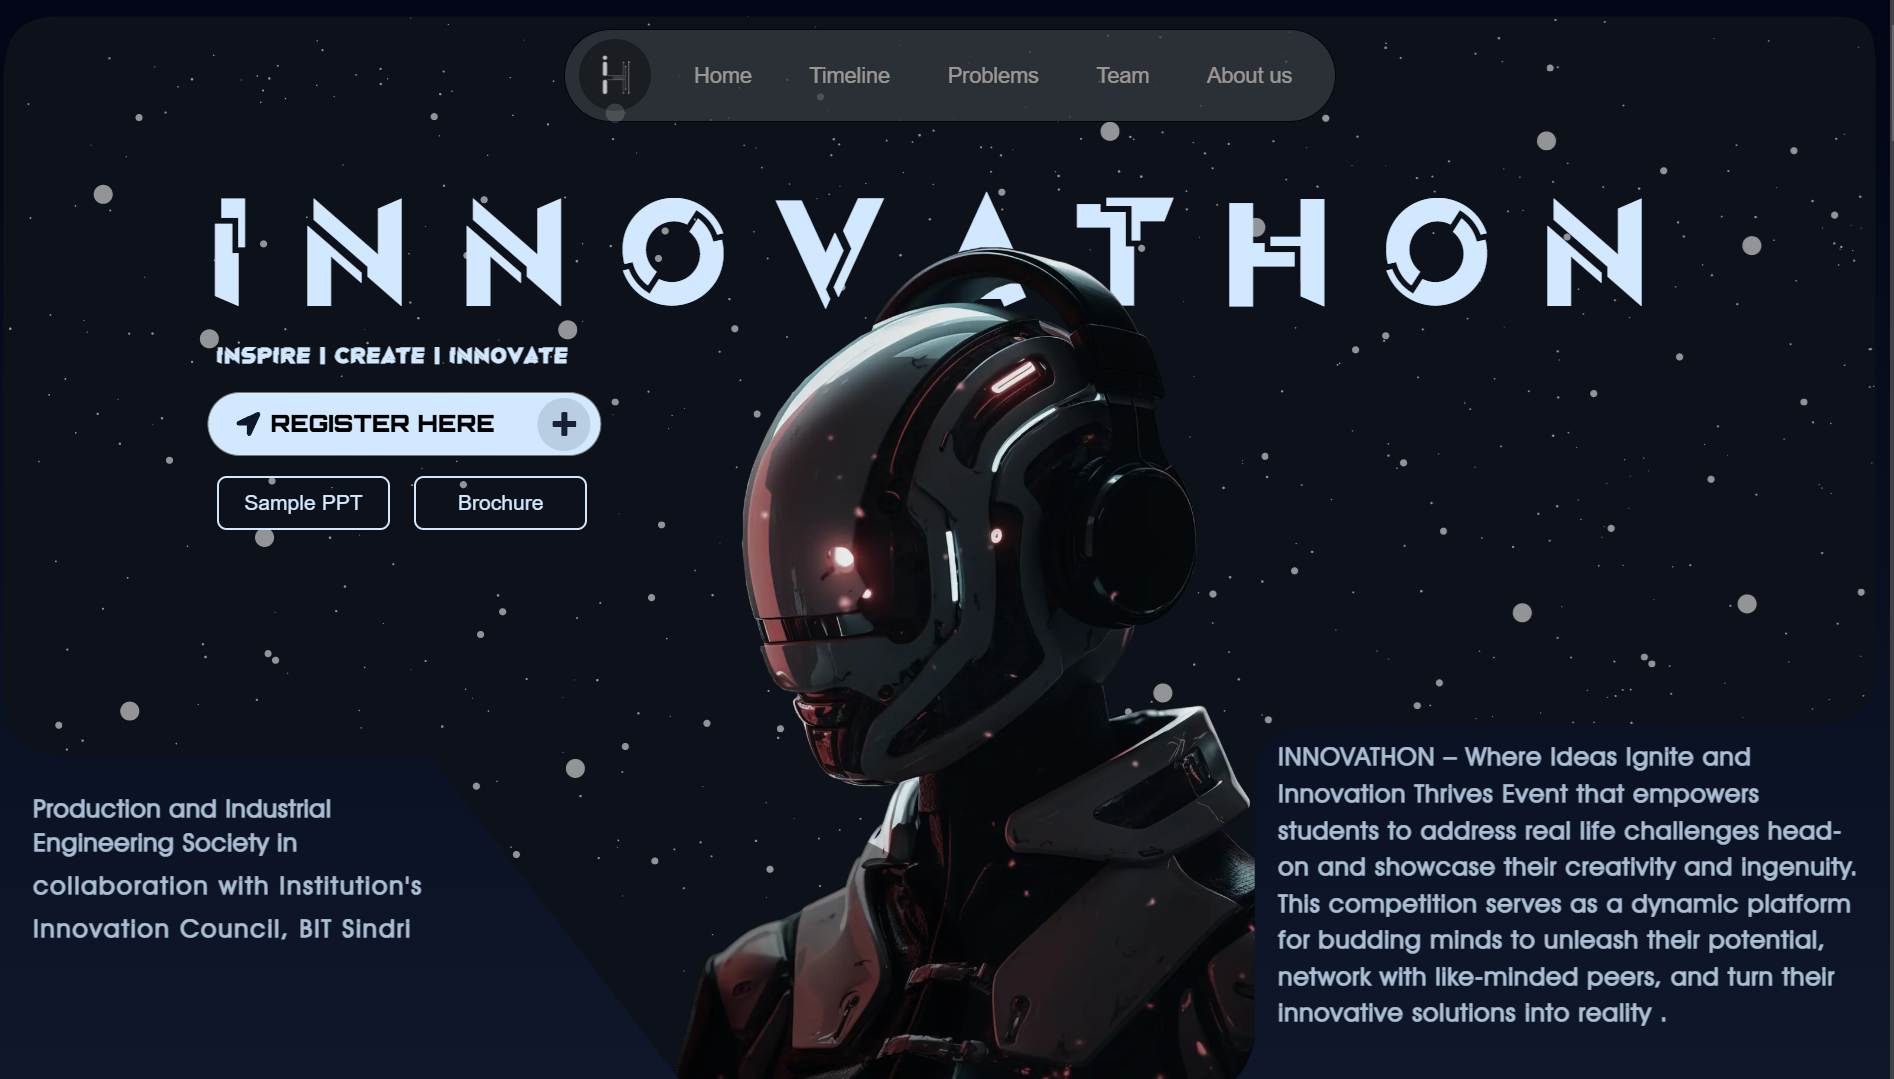 iH
Home
Timeline
Problems
Team
About us
INNOVATHON
INSPIRE | CREATE | INNOVATE
REGISTER HERE +
Sample PPT
Brochure
Production and Industrial
Engineering Society in
collaboration with Institution's
Innovation Council, BIT Sindri
INNOVATHON – Where Ideas Ignite and
Innovation Thrives Event that empowers
students to address real life challenges head-
on and showcase their creativity and ingenuity.
This competition serves as a dynamic platform
for budding minds to unleash their potential,
network with like-minded peers, and turn their
innovative solutions into reality .